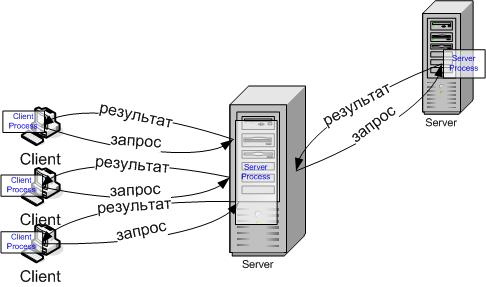 Client
Process
результат
запрос
Client
Client
Process
результат
запрос
Client
Client
Process
результат
запрос
Client
Server
Process
Server
результат
запрос
Server
Process
Server